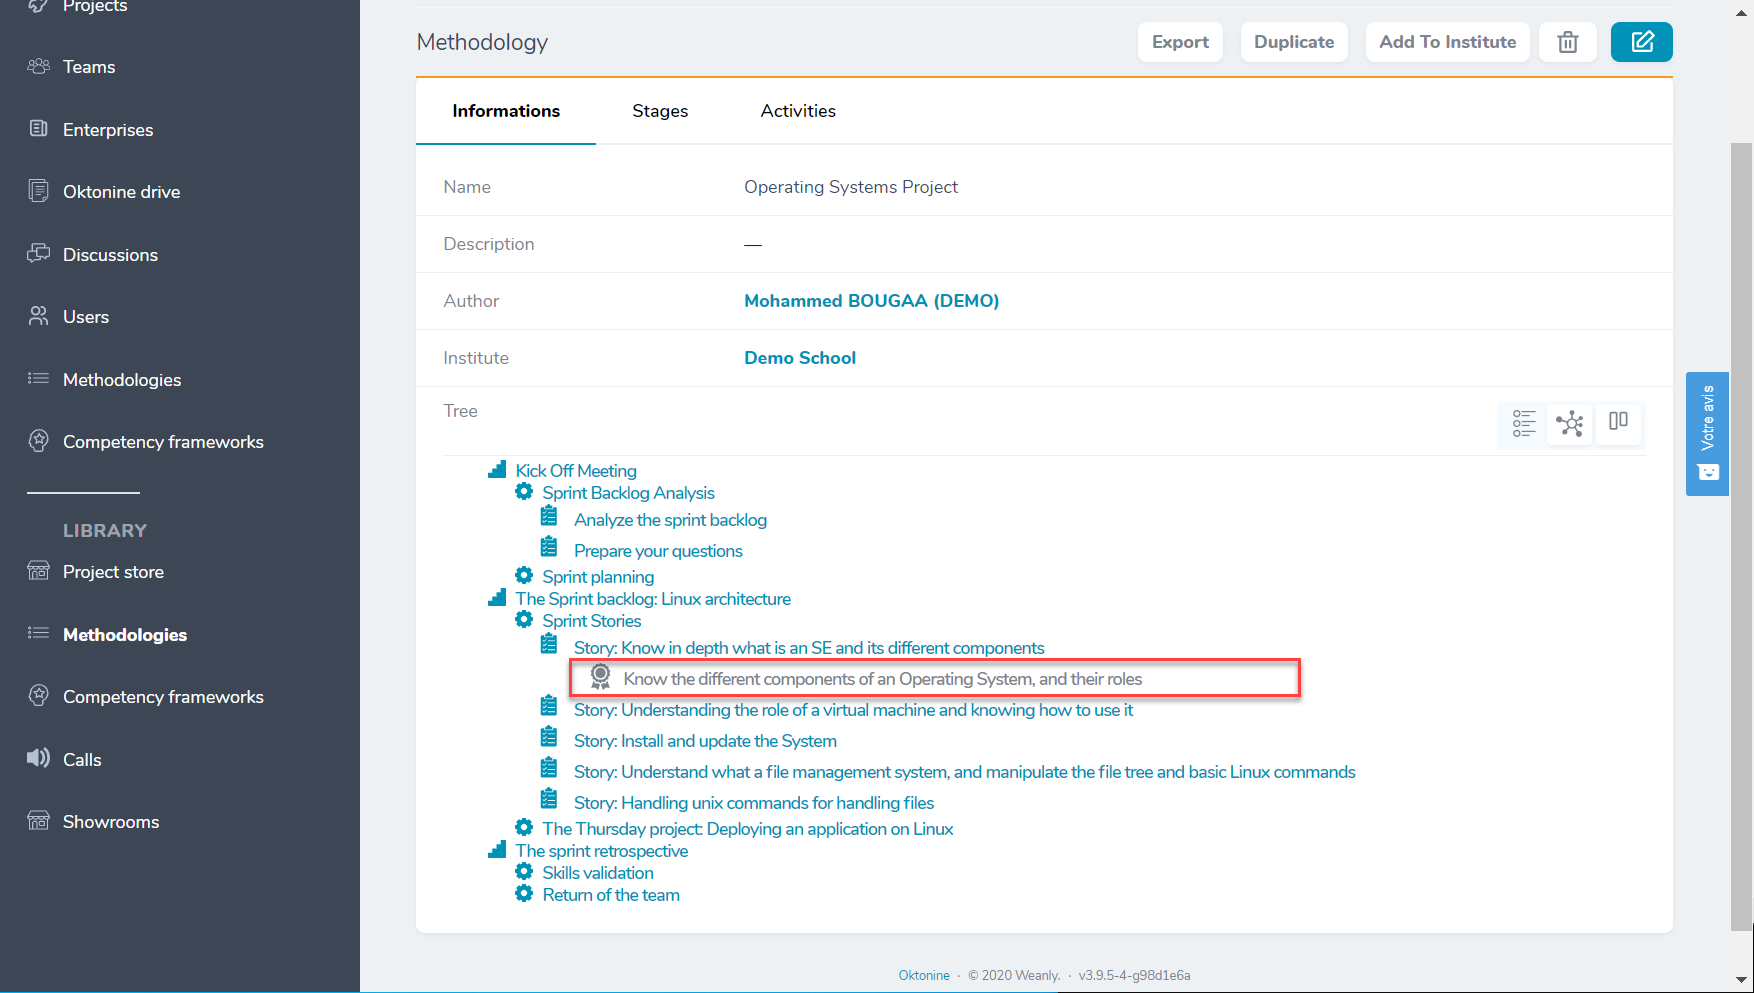 Projects
Teams
Enterprises
Oktonine drive
Discussions
Users
Methodologies
Competency frameworks
LIBRARY
Project store
Methodologies
Competency frameworks
Calls
Showrooms
Methodology
Export
Duplicate
Add To Institute
Informations
Stages
Activities
Name
Operating Systems Project
Description
—
Author
Mohammed BOUGAA (DEMO)
Institute
Demo School
Tree
Kick Off Meeting
Sprint Backlog Analysis
Analyze the sprint backlog
Prepare your questions
Sprint planning
The Sprint backlog: Linux architecture
Sprint Stories
Story: Know in depth what is an SE and its different components
Know the different components of an Operating System, and their roles
Story: Understanding the role of a virtual machine and knowing how to use it
Story: Install and update the System
Story: Understand what a file management system, and manipulate the file tree and basic Linux commands
Story: Handling unix commands for handling files
The Thursday project: Deploying an application on Linux
The sprint retrospective
Skills validation
Return of the team
Votre avis
Oktonine · © 2020 Weanly. · v3.9.5-4-g98d1e6a